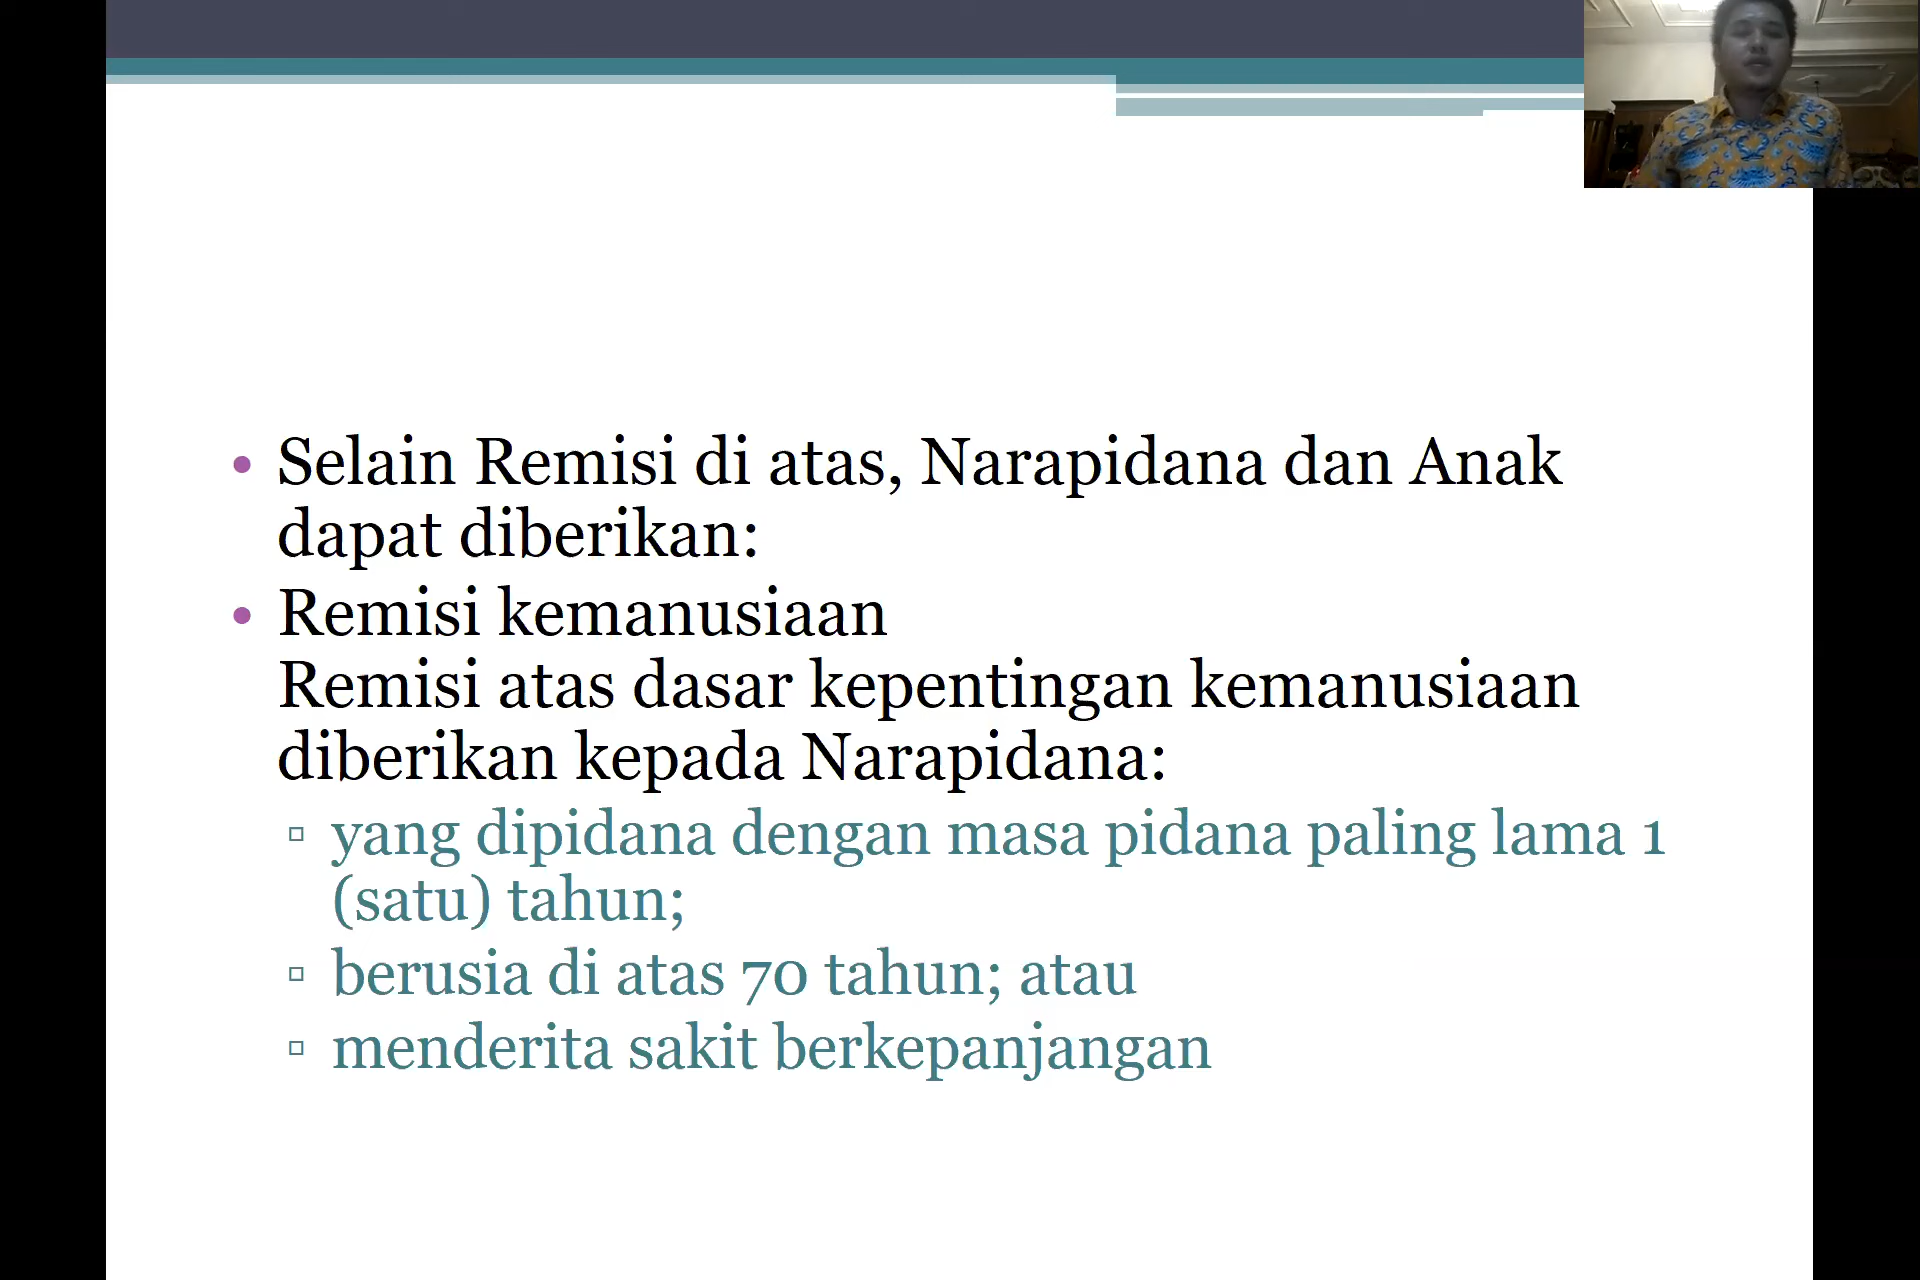 • Selain Remisi di atas, Narapidana dan Anak
dapat diberikan:
• Remisi kemanusiaan
Remisi atas dasar kepentingan kemanusiaan
diberikan kepada Narapidana:
▫ yang dipidana dengan masa pidana paling lama 1
(satu) tahun;
▫ berusia di atas 70 tahun; atau
▫ menderita sakit berkepanjangan